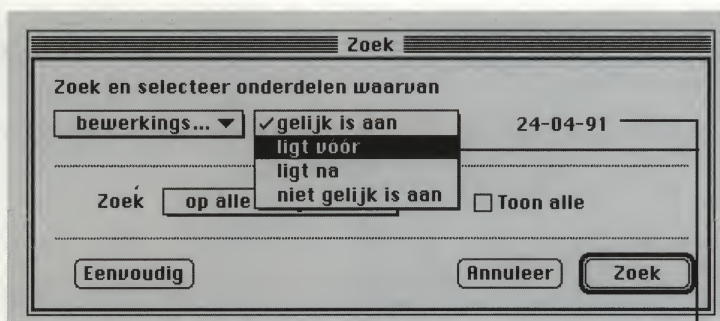 Zoek
Zoek en selecteer onderdelen waarvan
bewerkings... ▼ ✓gelijk is aan 24-04-91
ligt vóór
ligt na
niet gelijk is aan
Zoek op alle Toon alle
Eenvoudig Annuleer Zoek